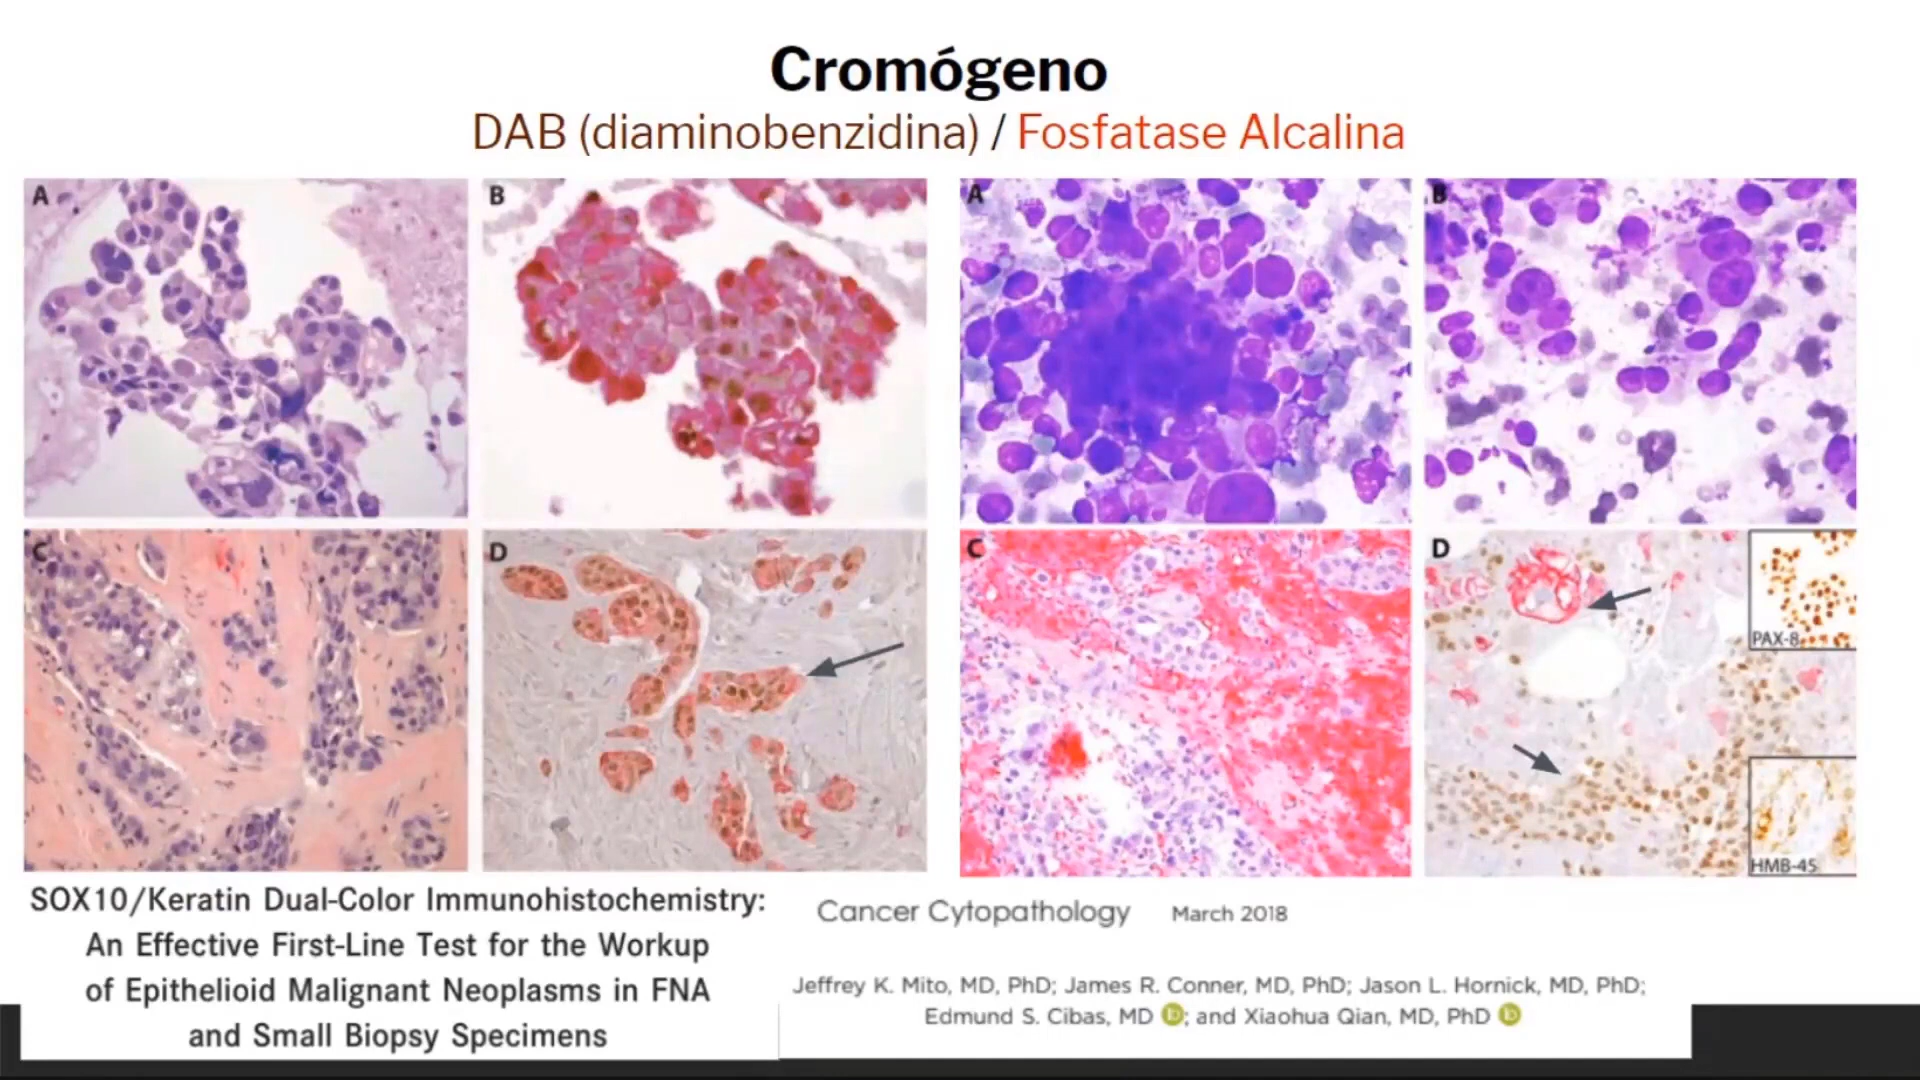 Cromógeno
DAB (diaminobenzidina) / Fosfatase Alcalina
A
B
A
B
C
D
C
D
PAX-8
HMB-45
SOX10/Keratin Dual-Color Immunohistochemistry:
An Effective First-Line Test for the Workup
of Epithelioid Malignant Neoplasms in FNA
and Small Biopsy Specimens
Cancer Cytopathology March 2018
Jeffrey K. Mito, MD, PhD; James R. Conner, MD, PhD; Jason L. Hornick, MD, PhD;
Edmund S. Cibas, MD iD; and Xiaohua Qian, MD, PhD iD